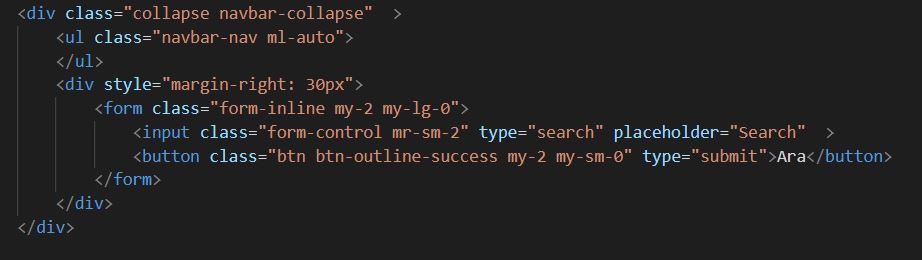 <div class="collapse navbar-collapse"  >
    <ul class="navbar-nav ml-auto">
    </ul>
    <div style="margin-right: 30px">
        <form class="form-inline my-2 my-lg-0">
            <input class="form-control mr-sm-2" type="search" placeholder="Search"  >
            <button class="btn btn-outline-success my-2 my-sm-0" type="submit">Ara</button>
        </form>
    </div>
</div>